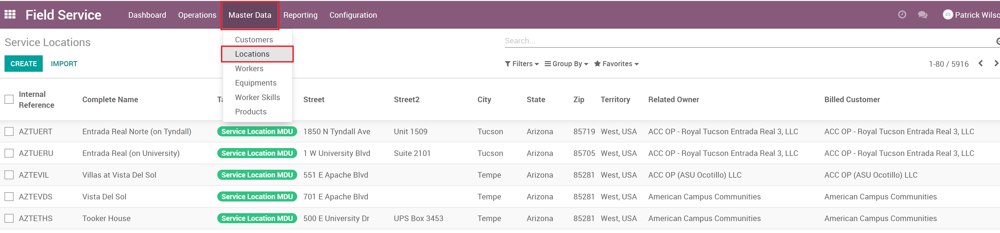 Field Service Dashboard Operations Master Data Reporting Configuration Patrick Wilso
Service Locations
Search...
CREATE IMPORT
Filters Group By Favorites 1-80 / 5916
Customers
Locations
Workers
Equipments
Worker Skills
Products
Internal Reference Complete Name Street Street2 City State Zip Territory Related Owner Billed Customer
AZTUERT Entrada Real Norte (on Tyndall) Service Location MDU 1850 N Tyndall Ave Unit 1509 Tucson Arizona 85719 West, USA ACC OP - Royal Tucson Entrada Real 3, LLC ACC OP - Royal Tucson Entrada Real 3, LLC
AZTUERU Entrada Real (on University) Service Location MDU 1 W University Blvd Suite 2101 Tucson Arizona 85705 West, USA ACC OP - Royal Tucson Entrada Real 3, LLC ACC OP - Royal Tucson Entrada Real 3, LLC
AZTEVIL Villas at Vista Del Sol Service Location MDU 551 E Apache Blvd Tempe Arizona 85281 West, USA ACC OP (ASU Ocotillo) LLC ACC OP (ASU Ocotillo) LLC
AZTEVDS Vista Del Sol Service Location MDU 701 E Apache Blvd Tempe Arizona 85281 West, USA American Campus Communities American Campus Communities
AZTETHS Tooker House Service Location MDU 500 E University Dr UPS Box 3453 Tempe Arizona 85281 West, USA American Campus Communities American Campus Communities